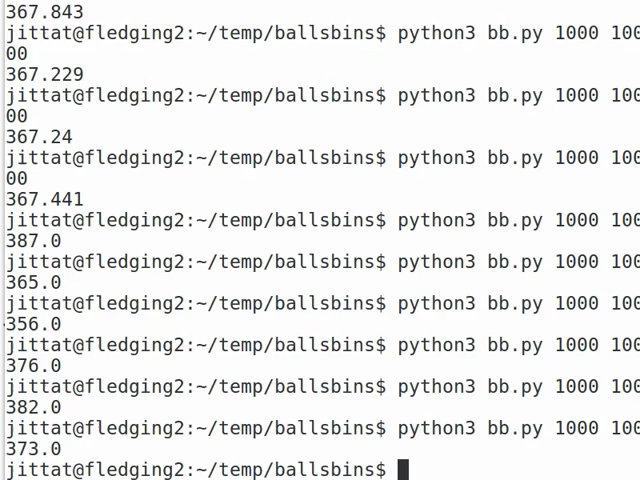 367.843
jittat@fledging2:~/temp/ballsbins$ python3 bb.py 1000 100
00
367.229
jittat@fledging2:~/temp/ballsbins$ python3 bb.py 1000 100
00
367.24
jittat@fledging2:~/temp/ballsbins$ python3 bb.py 1000 100
00
367.441
jittat@fledging2:~/temp/ballsbins$ python3 bb.py 1000 100
387.0
jittat@fledging2:~/temp/ballsbins$ python3 bb.py 1000 100
365.0
jittat@fledging2:~/temp/ballsbins$ python3 bb.py 1000 100
356.0
jittat@fledging2:~/temp/ballsbins$ python3 bb.py 1000 100
376.0
jittat@fledging2:~/temp/ballsbins$ python3 bb.py 1000 100
382.0
jittat@fledging2:~/temp/ballsbins$ python3 bb.py 1000 100
373.0
jittat@fledging2:~/temp/ballsbins$